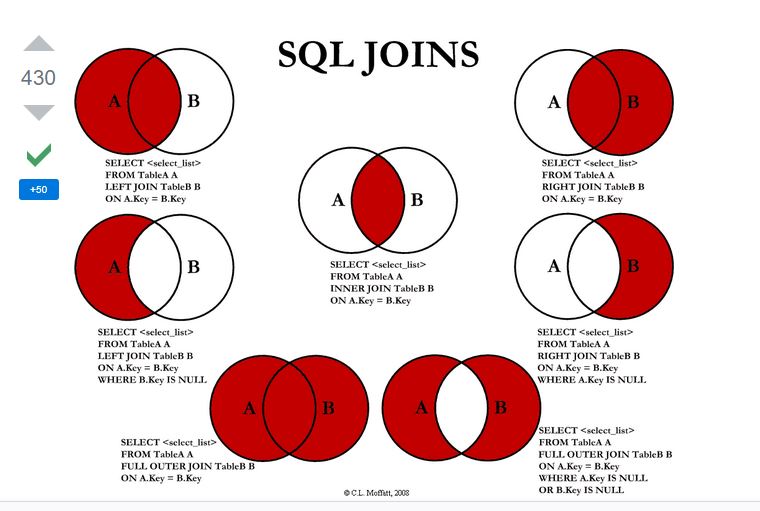 SQL JOINS
430
+50
A B
SELECT <select_list>
FROM TableA A
LEFT JOIN TableB B
ON A.Key = B.Key
A B
SELECT <select_list>
FROM TableA A
RIGHT JOIN TableB B
ON A.Key = B.Key
A B
SELECT <select_list>
FROM TableA A
INNER JOIN TableB B
ON A.Key = B.Key
A B
SELECT <select_list>
FROM TableA A
LEFT JOIN TableB B
ON A.Key = B.Key
WHERE B.Key IS NULL
A B
SELECT <select_list>
FROM TableA A
RIGHT JOIN TableB B
ON A.Key = B.Key
WHERE A.Key IS NULL
A B
SELECT <select_list>
FROM TableA A
FULL OUTER JOIN TableB B
ON A.Key = B.Key
A B
SELECT <select_list>
FROM TableA A
FULL OUTER JOIN TableB B
ON A.Key = B.Key
WHERE A.Key IS NULL
OR B.Key IS NULL
© C.L. Moffatt, 2008